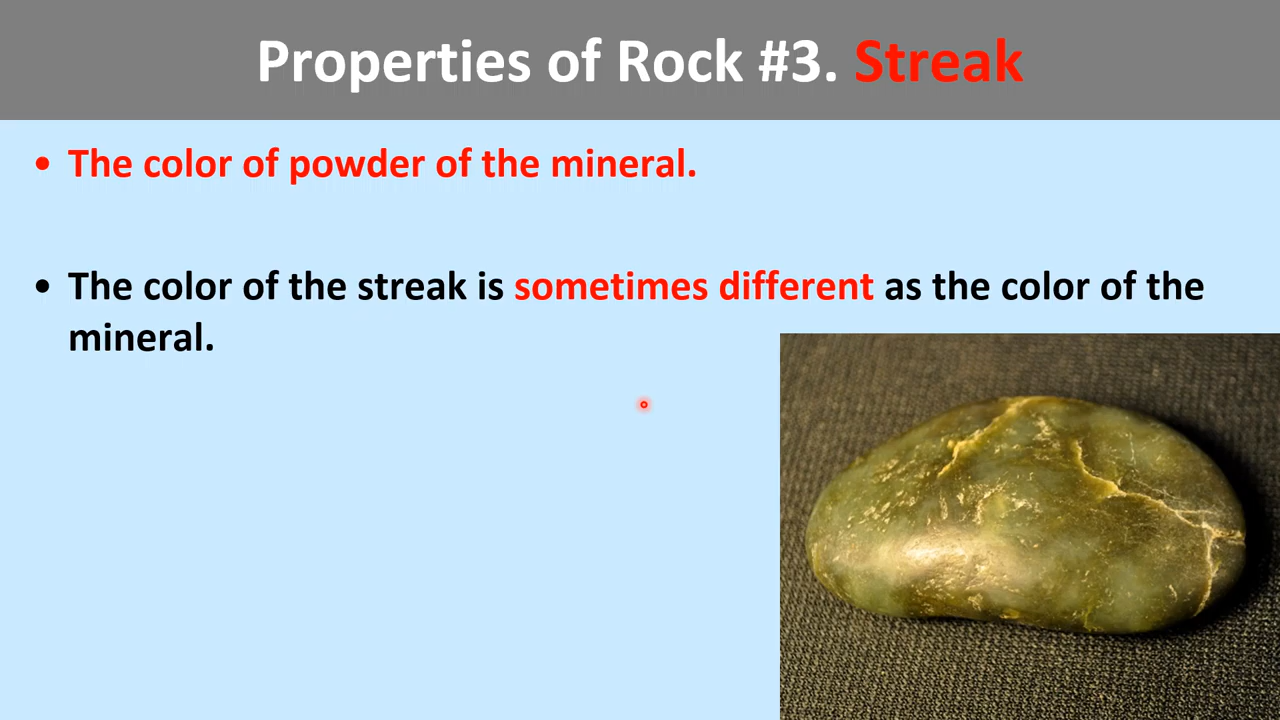 Properties of Rock #3. Streak
• The color of powder of the mineral.
• The color of the streak is sometimes different as the color of the
mineral.